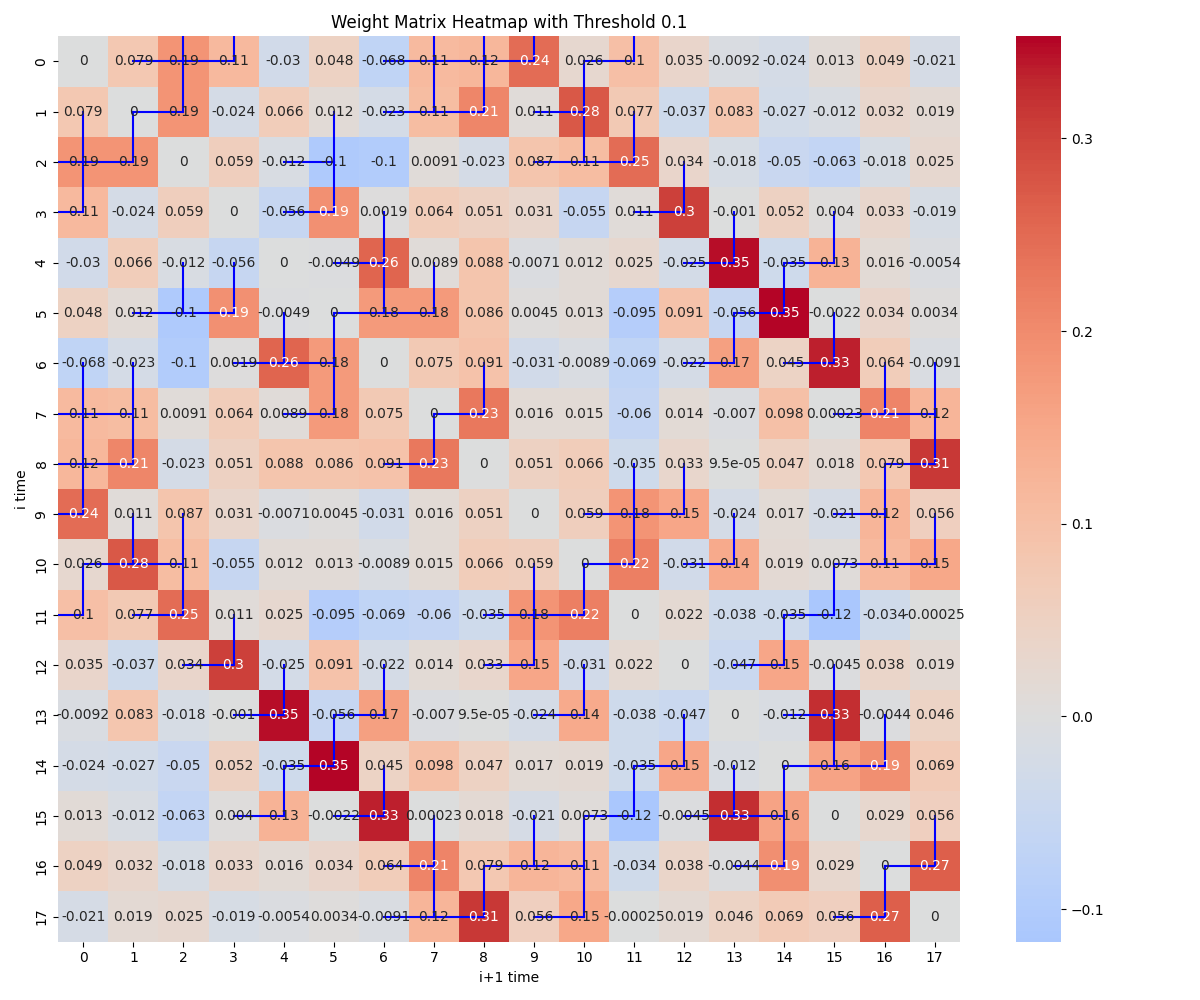 Weight Matrix Heatmap with Threshold 0.1
0 0 0.079 0.19 0.11 -0.03 0.048 -0.068 0.11 0.12 0.24 0.026 0.1 0.035 -0.0092 -0.024 0.013 0.049 -0.021
1 0.079 0 0.19 -0.024 0.066 0.012 -0.023 0.11 0.21 0.011 0.28 0.077 -0.037 0.083 -0.027 -0.012 0.032 0.019
2 0.19 0.19 0 0.059 -0.012 -0.1 -0.1 0.0091 -0.023 0.087 0.11 0.25 0.034 -0.018 -0.05 -0.063 -0.018 0.025
3 0.11 -0.024 0.059 0 -0.056 0.19 0.0019 0.064 0.051 0.031 -0.055 0.011 0.3 -0.001 0.052 0.004 0.033 -0.019
4 -0.03 0.066 -0.012 -0.056 0 -0.0049 0.26 0.0089 0.088 -0.0071 0.012 0.025 -0.025 0.35 -0.035 0.13 0.016 -0.0054
5 0.048 0.012 -0.1 0.19 -0.0049 0 0.18 0.18 0.086 0.0045 0.013 -0.095 0.091 -0.056 0.35 -0.0022 0.034 0.0034
6 -0.068 -0.023 -0.1 0.0019 0.26 0.18 0 0.075 0.091 -0.031 -0.0089 -0.069 -0.022 0.17 0.045 0.33 0.064 -0.0091
7 0.11 0.11 0.0091 0.064 0.0089 0.18 0.075 0 0.23 0.016 0.015 -0.06 0.014 -0.007 0.098 0.00023 0.21 0.12
8 0.12 0.21 -0.023 0.051 0.088 0.086 0.091 0.23 0 0.051 0.066 -0.035 0.033 9.5e-05 0.047 0.018 0.079 0.31
i time
9 0.24 0.011 0.087 0.031 -0.0071 0.0045 -0.031 0.016 0.051 0 0.059 0.18 0.15 -0.024 0.017 -0.021 0.12 0.056
10 0.026 0.28 0.11 -0.055 0.012 0.013 -0.0089 0.015 0.066 0.059 0 0.22 -0.031 0.14 0.019 0.0073 0.11 0.15
11 0.1 0.077 0.25 0.011 0.025 -0.095 -0.069 -0.06 -0.035 0.18 0.22 0 0.022 -0.038 -0.035 -0.12 -0.034 -0.00025
12 0.035 -0.037 0.034 0.3 -0.025 0.091 -0.022 0.014 0.033 0.15 -0.031 0.022 0 -0.047 0.15 -0.0045 0.038 0.019
13 -0.0092 0.083 -0.018 -0.001 0.35 -0.056 0.17 -0.007 9.5e-05 -0.024 0.14 -0.038 -0.047 0 -0.012 0.33 -0.0044 0.046
14 -0.024 -0.027 -0.05 0.052 -0.035 0.35 0.045 0.098 0.047 0.017 0.019 -0.035 0.15 -0.012 0 0.16 0.19 0.069
15 0.013 -0.012 -0.063 0.004 0.13 -0.0022 0.33 0.00023 0.018 -0.021 0.0073 -0.12 -0.0045 0.33 0.16 0 0.029 0.056
16 0.049 0.032 -0.018 0.033 0.016 0.034 0.064 0.21 0.079 0.12 0.11 -0.034 0.038 -0.0044 0.19 0.029 0 0.27
17 -0.021 0.019 0.025 -0.019 -0.0054 0.0034 -0.0091 0.12 0.31 0.056 0.15 -0.00025 0.019 0.046 0.069 0.056 0.27 0
0 1 2 3 4 5 6 7 8 9 10 11 12 13 14 15 16 17
i+1 time
0.3
0.2
0.1
0.0
−0.1